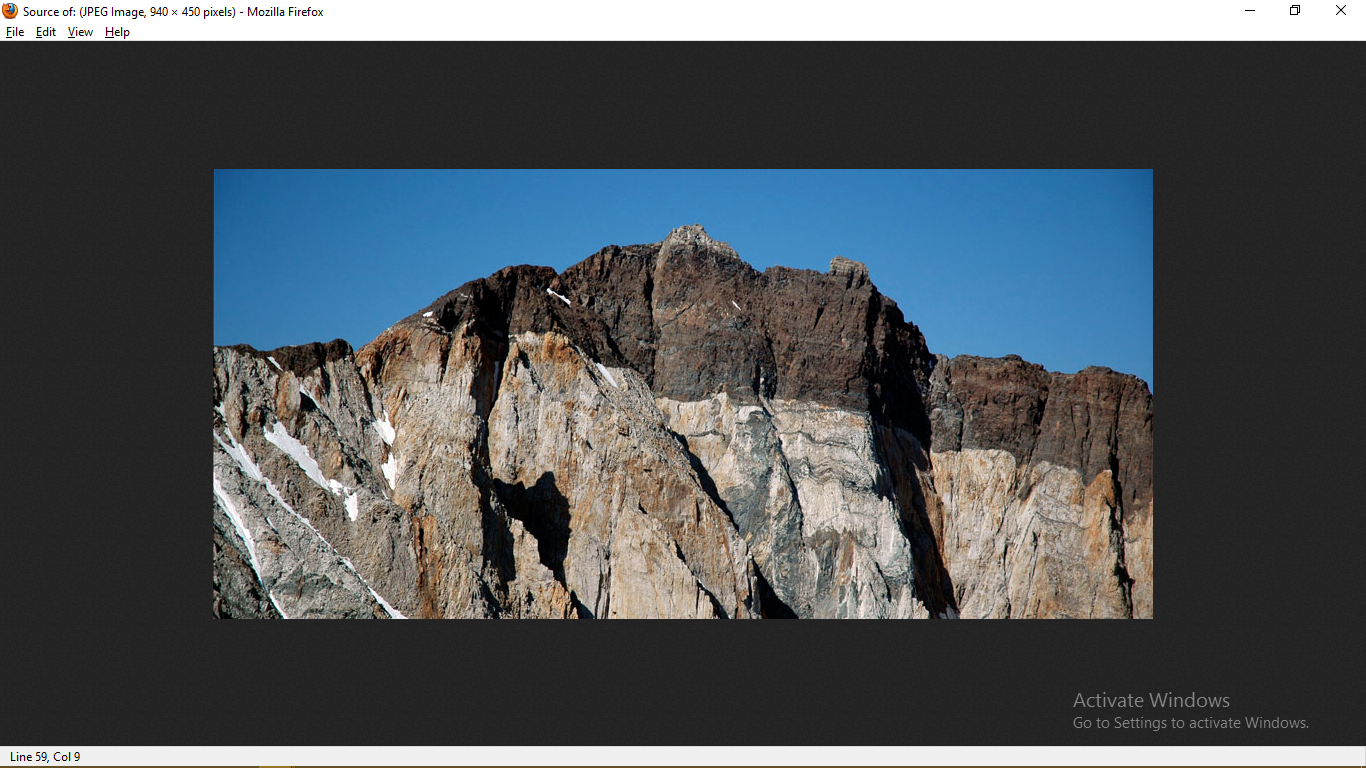 Source of: (JPEG Image, 940 × 450 pixels) - Mozilla Firefox
File Edit View Help
Activate Windows
Go to Settings to activate Windows.
Line 59, Col 9